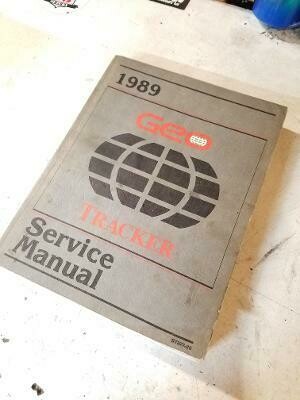 1989
Geo
TRACKER
Service
Manual